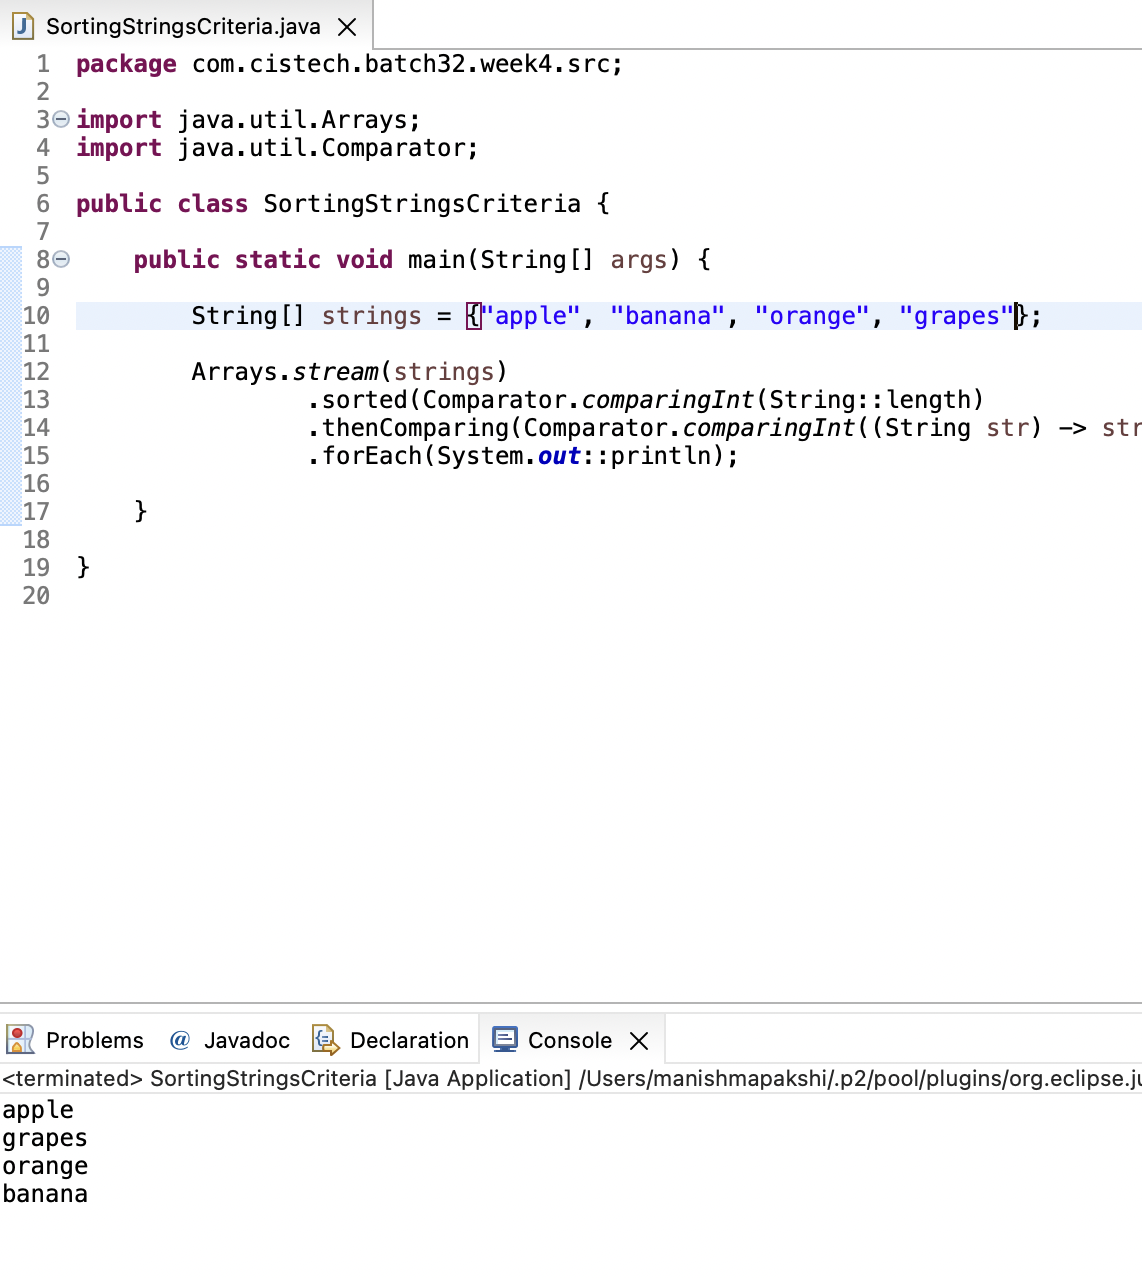 SortingStringsCriteria.java
1 package com.cistech.batch32.week4.src;
2
3 import java.util.Arrays;
4 import java.util.Comparator;
5
6 public class SortingStringsCriteria {
7
8 public static void main(String[] args) {
9
10 String[] strings = {"apple", "banana", "orange", "grapes"};
11
12 Arrays.stream(strings)
13 .sorted(Comparator.comparingInt(String::length)
14 .thenComparing(Comparator.comparingInt((String str) -> str
15 .forEach(System.out::println);
16
17 }
18
19 }
20
Problems @ Javadoc Declaration Console
<terminated> SortingStringsCriteria [Java Application] /Users/manishmapakshi/.p2/pool/plugins/org.eclipse.ju
apple
grapes
orange
banana